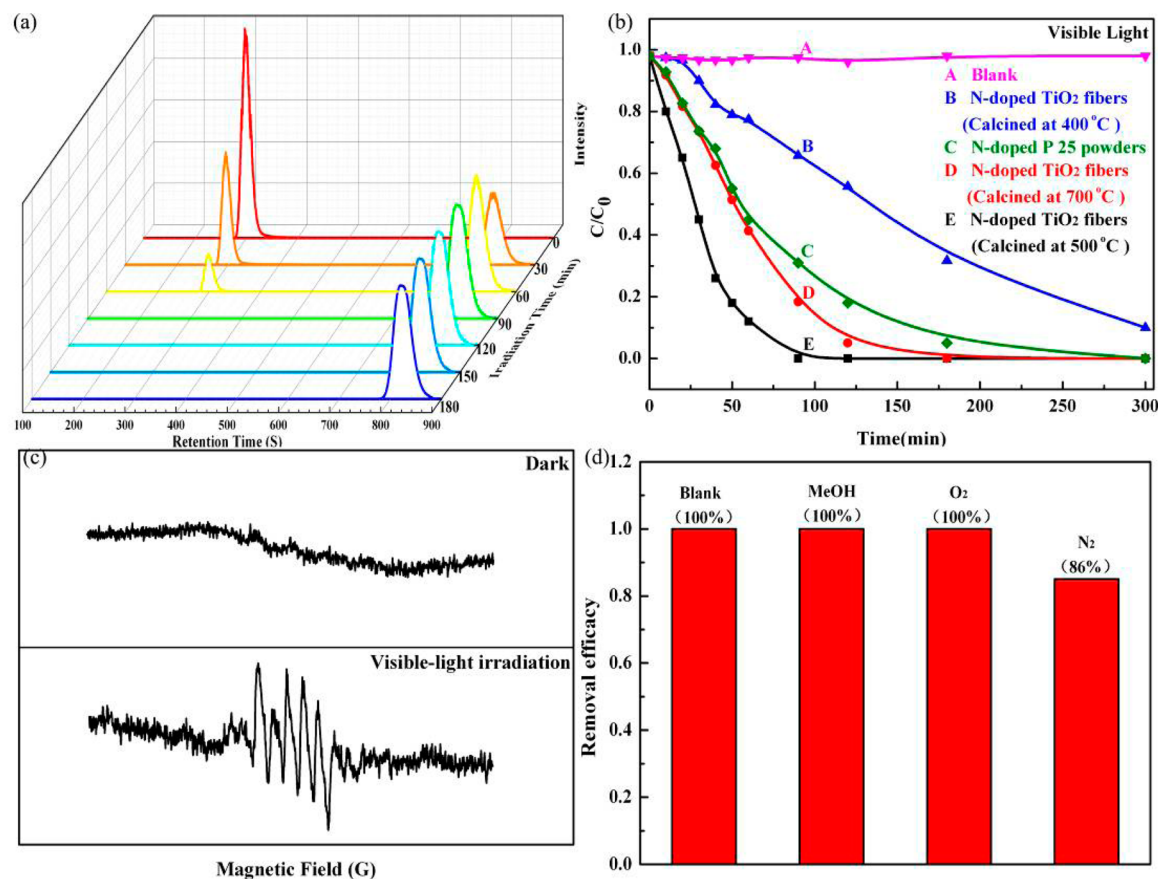 (a)
Intensity
0
30
60
90
120
150
180
Irradiation Time (min)
100 200 300 400 500 600 700 800 900
Retention Time (S)
(b)
Visible Light
A
A Blank
B N-doped TiO2 fibers
(Calcined at 400°C )
C N-doped P 25 powders
D N-doped TiO2 fibers
(Calcined at 700°C )
E N-doped TiO2 fibers
(Calcined at 500°C )
B
C
D
E
C/C0
1.0
0.8
0.6
0.4
0.2
0.0
0 50 100 150 200 250 300
Time(min)
(c)
Dark
Visible-light irradiation
Magnetic Field (G)
(d)
Removal efficacy
1.2
1.0
0.8
0.6
0.4
0.2
0.0
Blank
(100%)
MeOH
(100%)
O2
(100%)
N2
(86%)